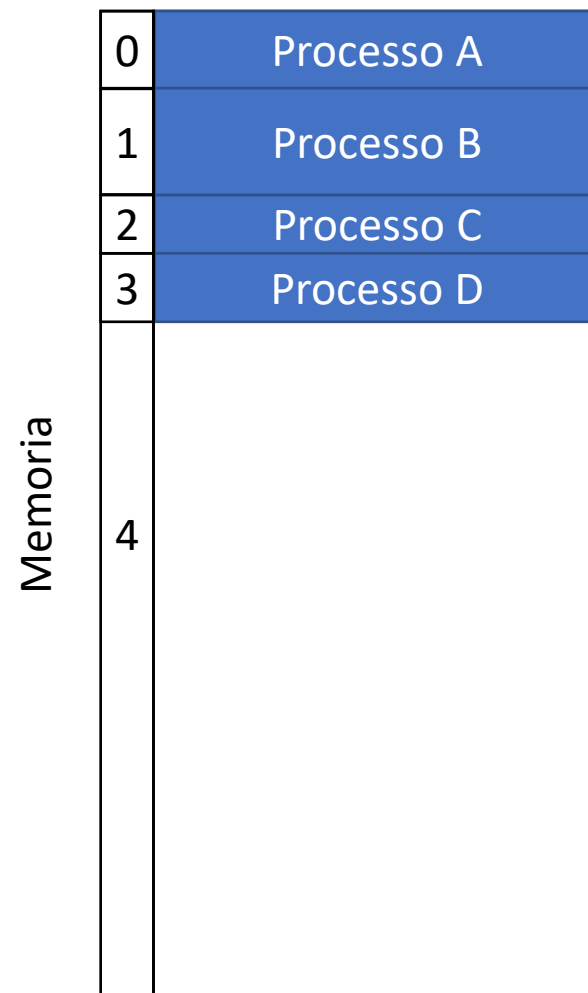 0 Processo A
1 Processo B
2 Processo C
3 Processo D
Memoria
4